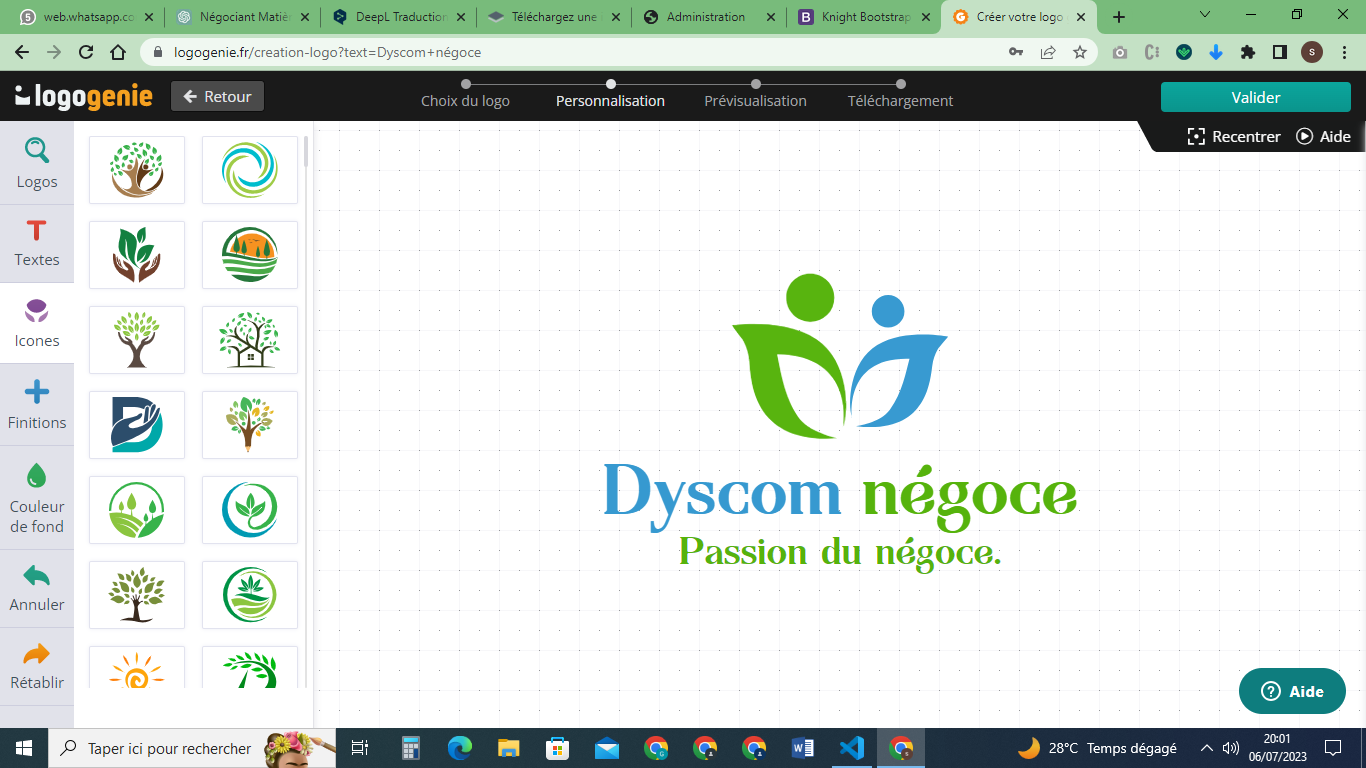 5
web.whatsapp.co
Négociant Matiè
DeepL Traduction
Téléchargez une
Administration
Knight Bootstrap
Créer votre logo
logogenie.fr/creation-logo?text=Dyscom+négoce
S
logogenie
Retour
Choix du logo
Personnalisation
Prévisualisation
Téléchargement
Valider
Recentrer
Aide
Logos
Textes
Icones
Finitions
Couleur
de fond
Annuler
Rétablir
Dyscom négoce
Passion du négoce.
Aide
Taper ici pour rechercher
28°C Temps dégagé
20:01
06/07/2023